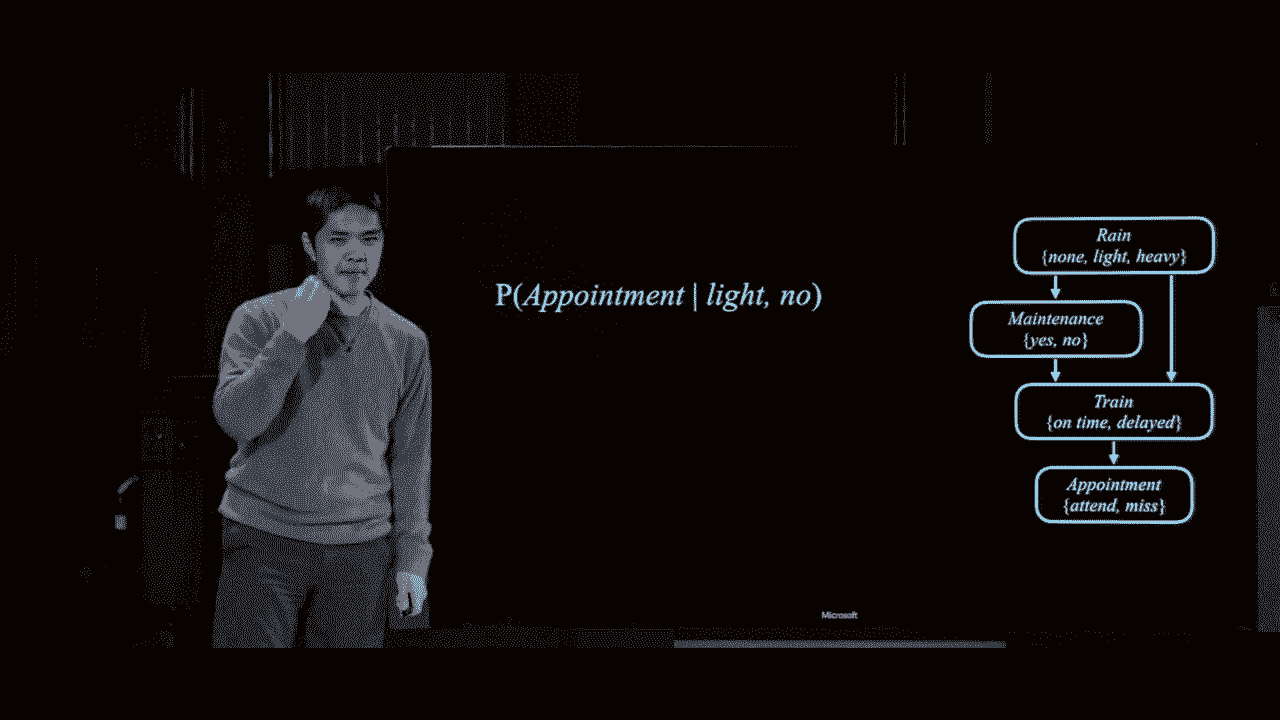 P(Appointment | light, no)
Rain
{none, light, heavy}
Maintenance
{yes, no}
Train
{on time, delayed}
Appointment
{attend, miss}
Microsoft